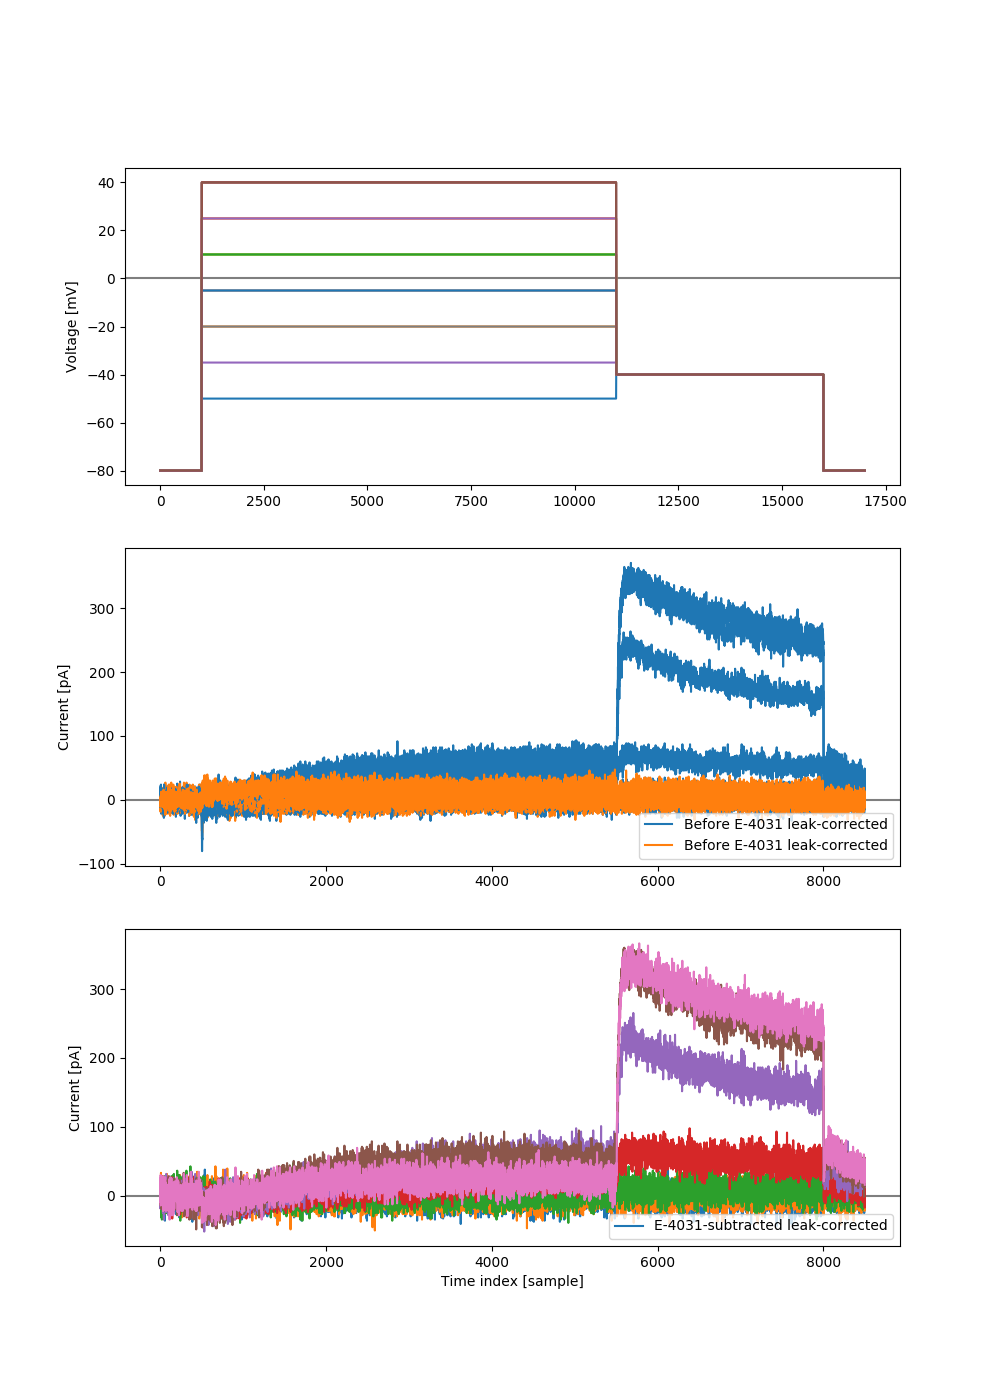 40
20
0
−20
−40
−60
−80
Voltage [mV]
0 2500 5000 7500 10000 12500 15000 17500
300
200
100
0
−100
Current [pA]
Before E-4031 leak-corrected
Before E-4031 leak-corrected
0 2000 4000 6000 8000
300
200
100
0
Current [pA]
E-4031-subtracted leak-corrected
0 2000 4000 6000 8000
Time index [sample]